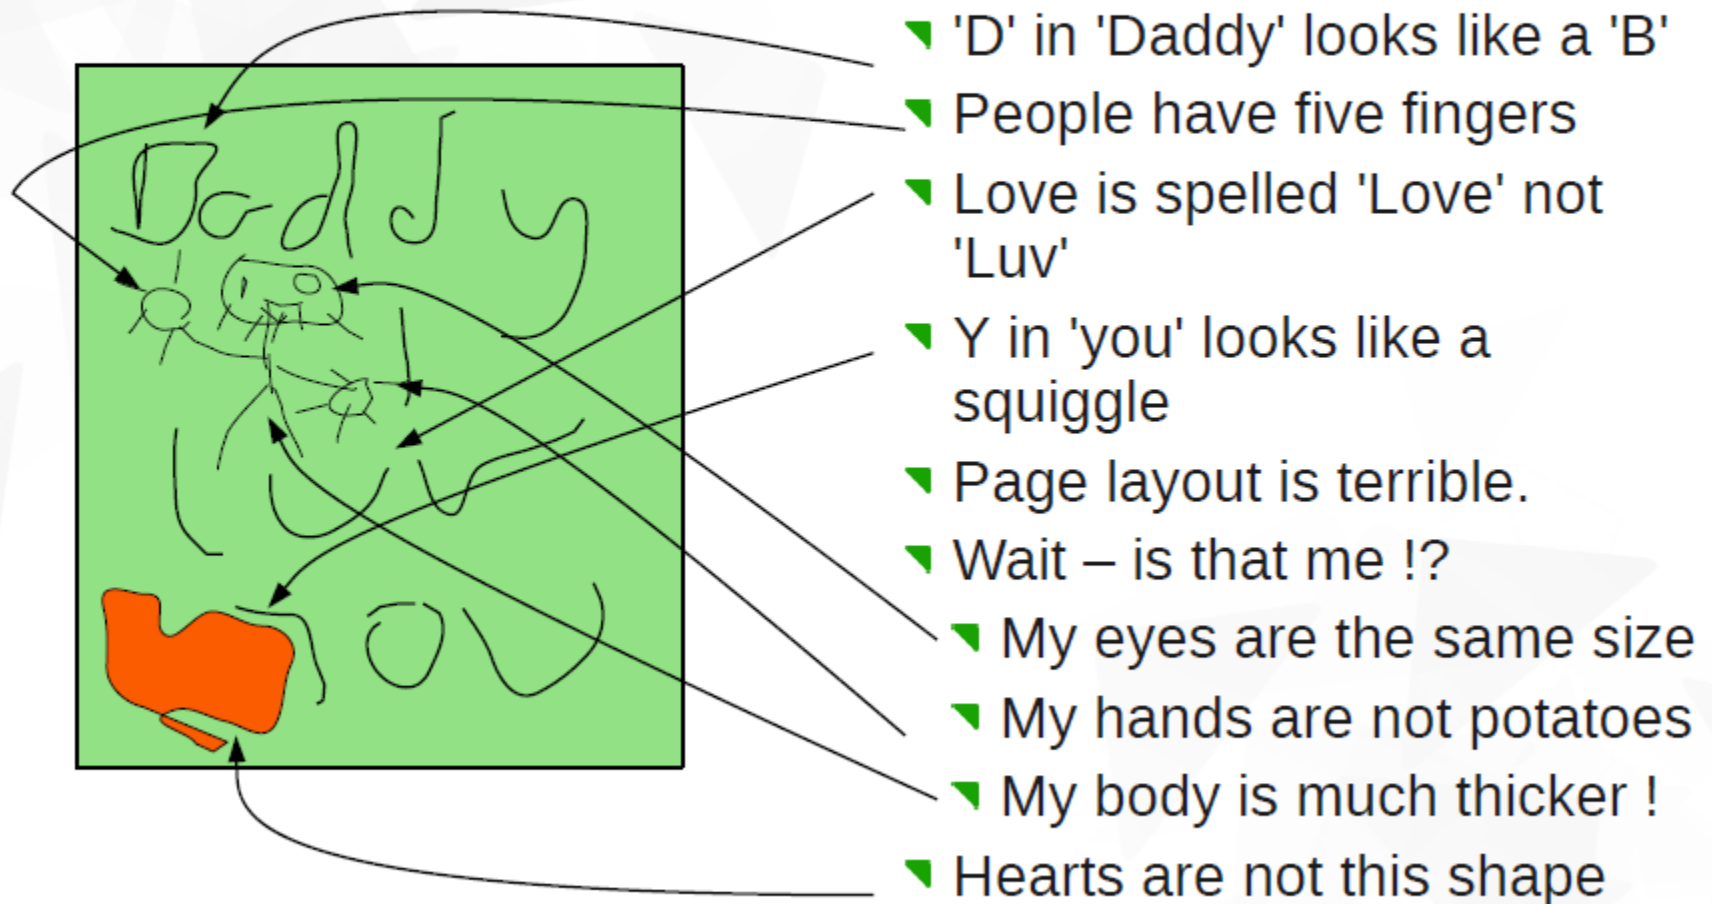 Daddy
I Luv
you
'D' in 'Daddy' looks like a 'B'
People have five fingers
Love is spelled 'Love' not
'Luv'
Y in 'you' looks like a
squiggle
Page layout is terrible.
Wait – is that me !?
My eyes are the same size
My hands are not potatoes
My body is much thicker !
Hearts are not this shape